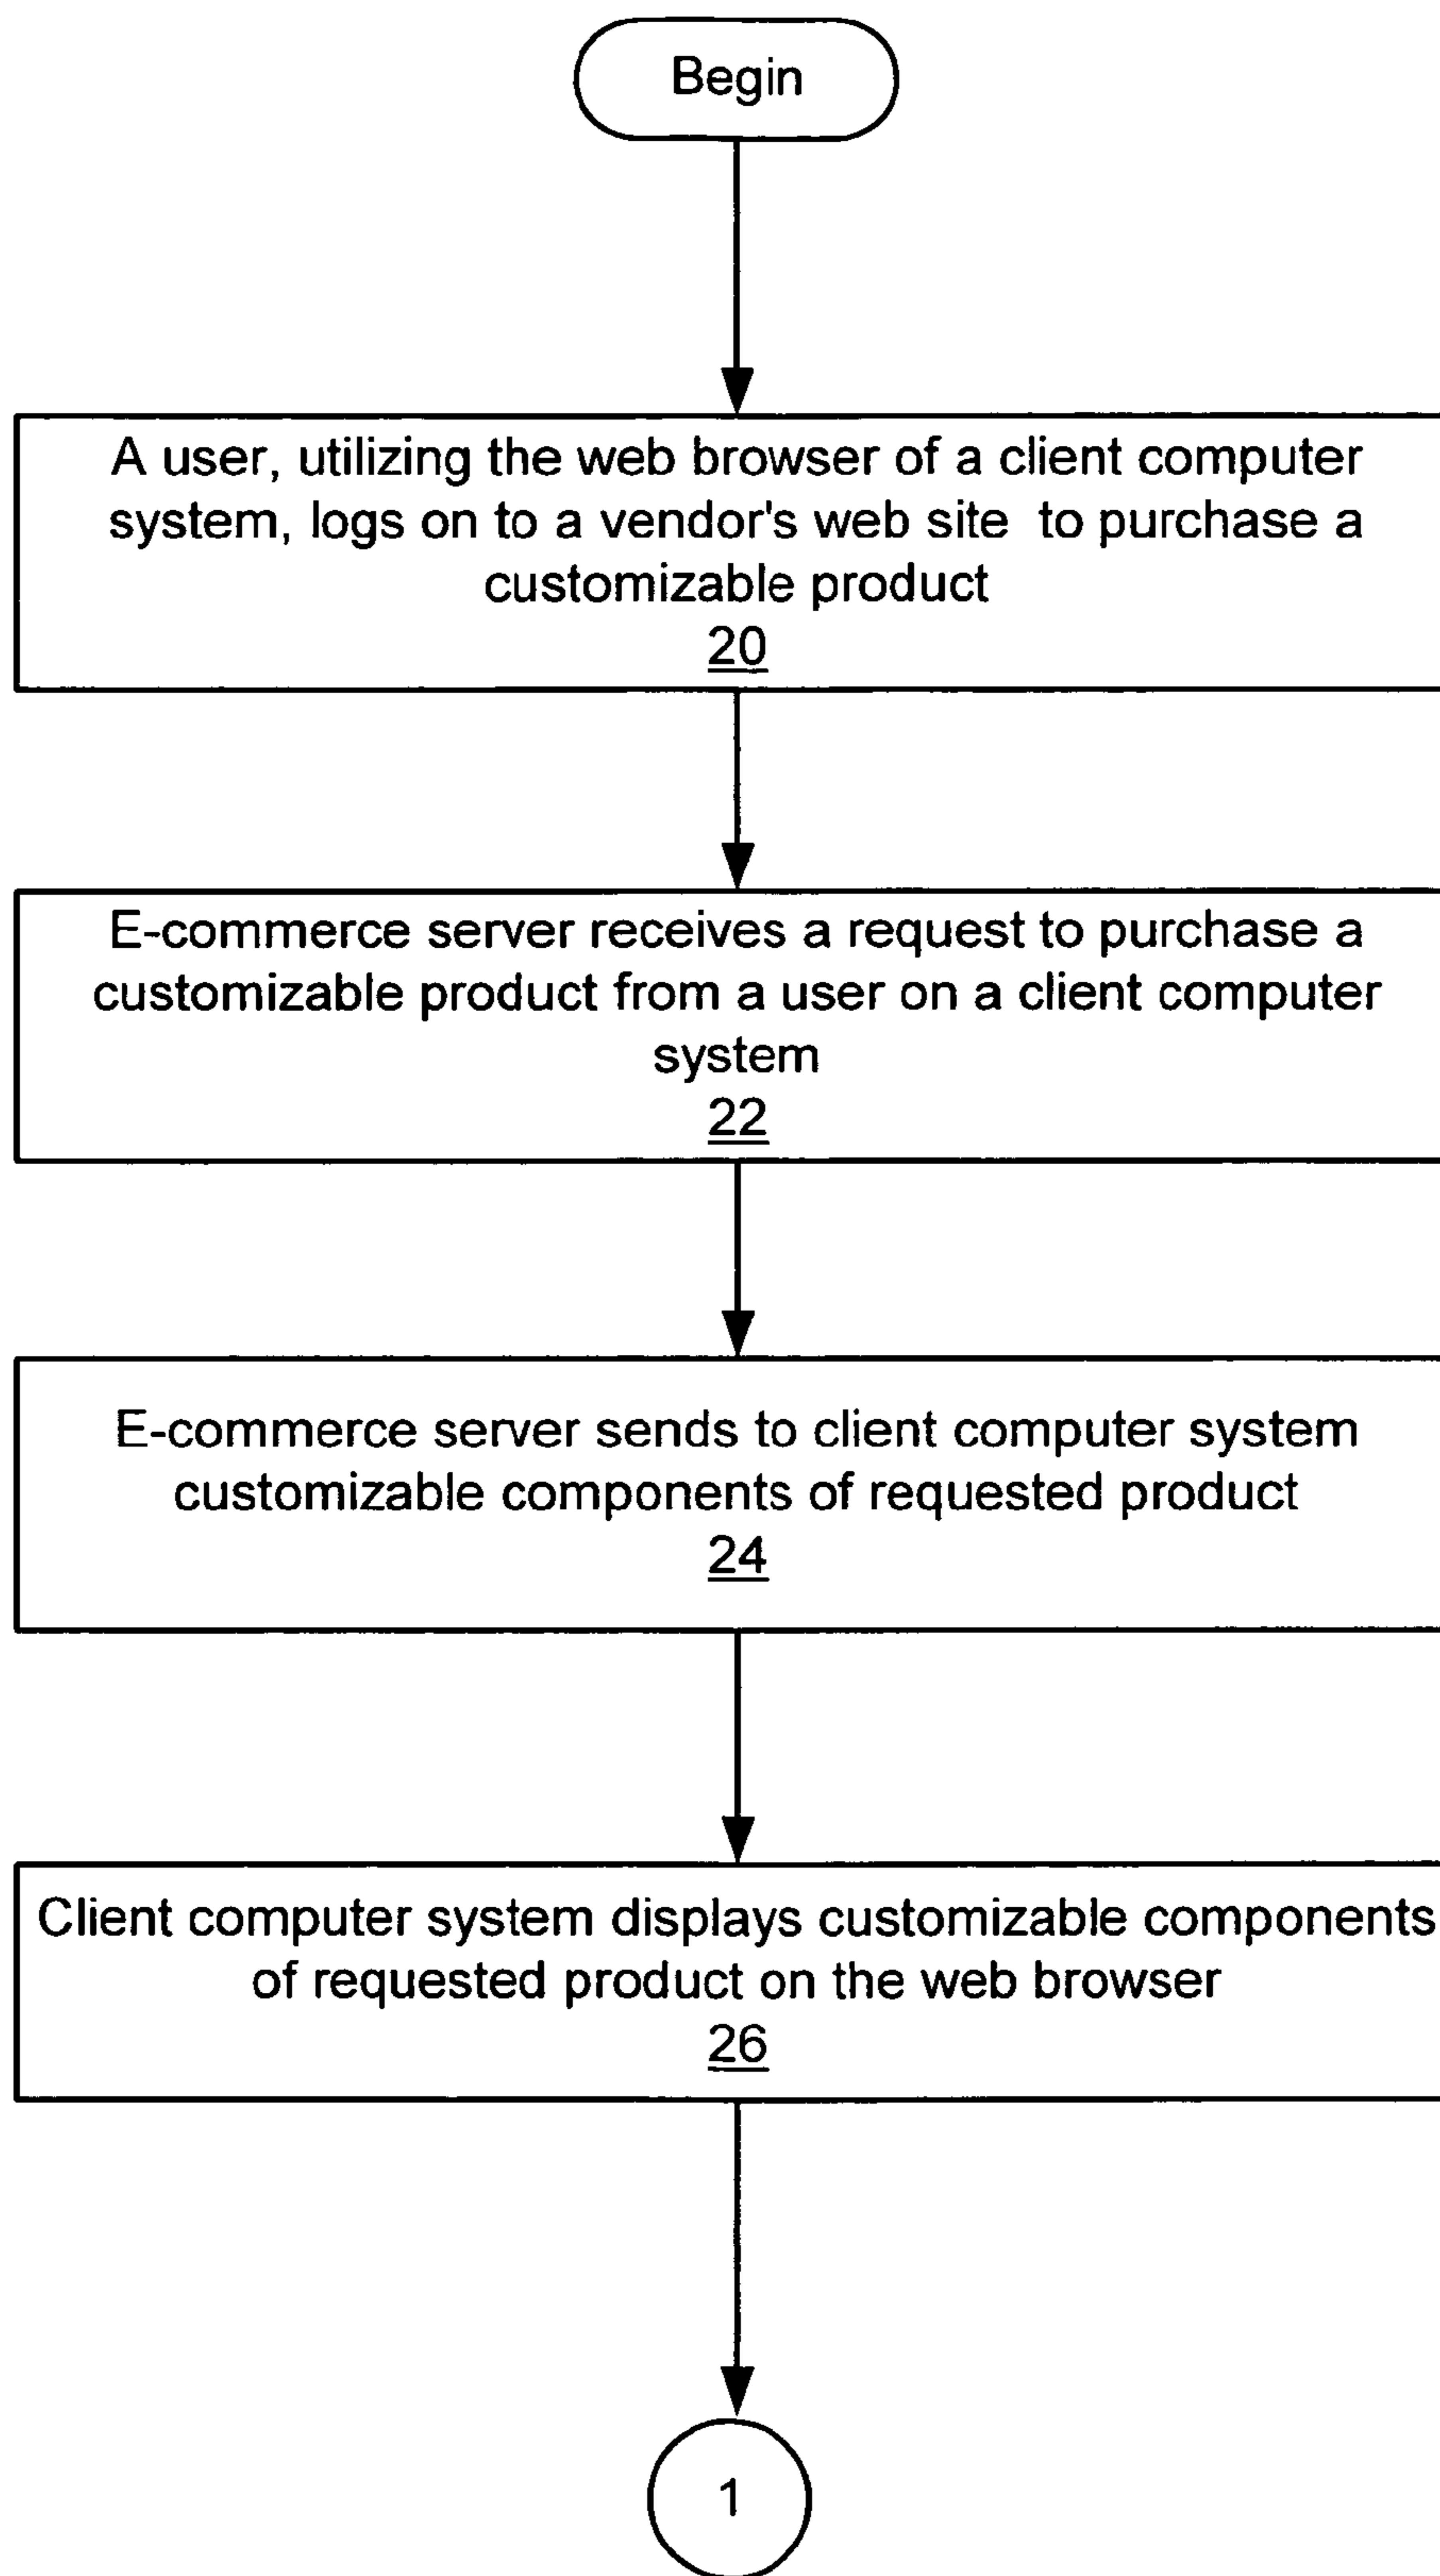 Begin
A user, utilizing the web browser of a client computer
system, logs on to a vendor's web site  to purchase a
customizable product
20
E-commerce server receives a request to purchase a
customizable product from a user on a client computer
system
22
E-commerce server sends to client computer system
customizable components of requested product
24
Client computer system displays customizable components
of requested product on the web browser
26
1